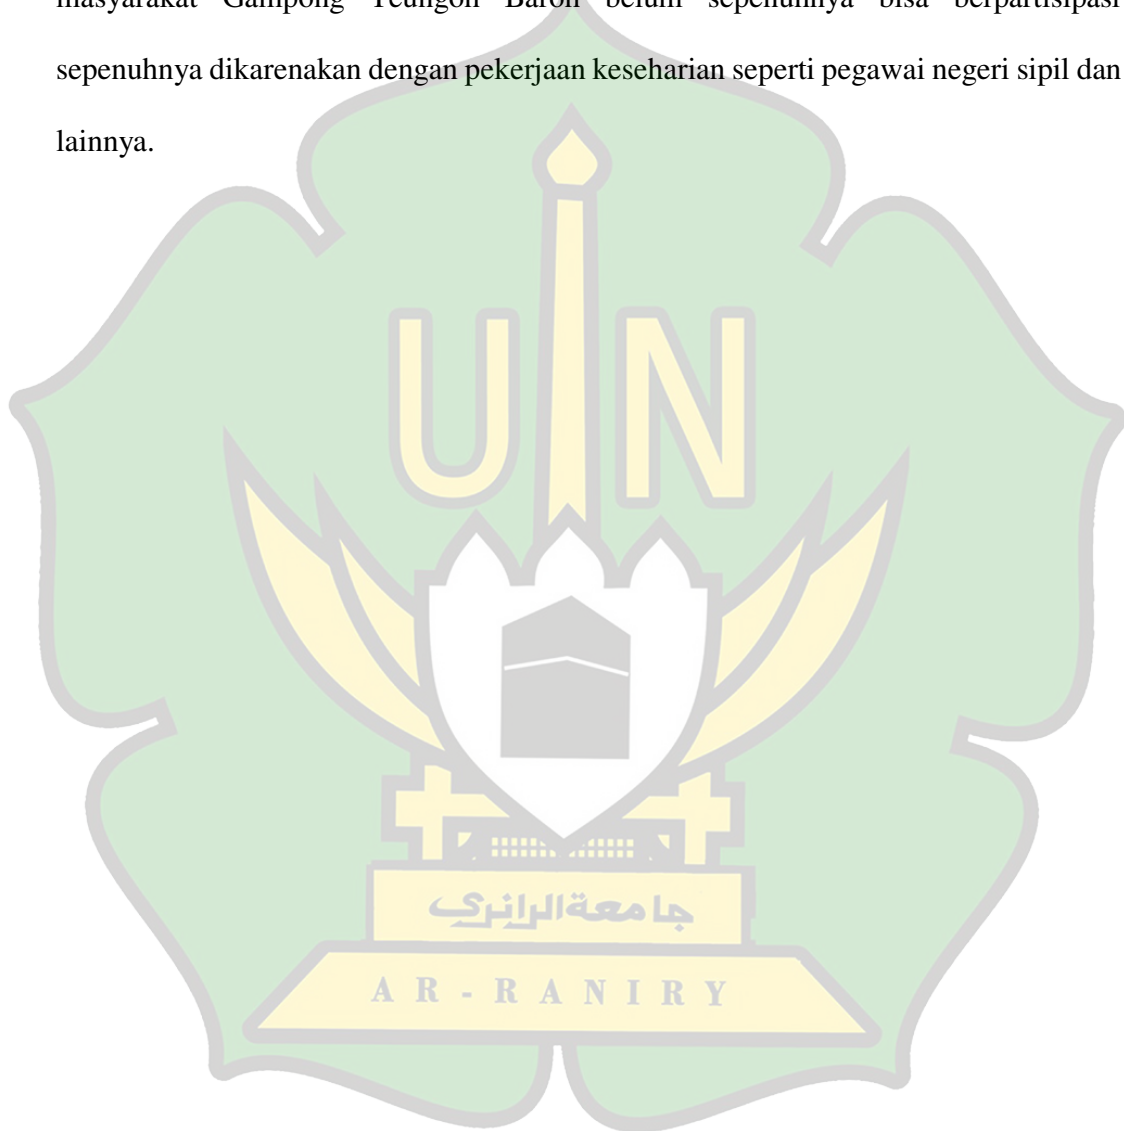 masyarakat Gampong Teungoh Baroh belum sepenuhnya bisa berpartisipasi
sepenuhnya dikarenakan dengan pekerjaan keseharian seperti pegawai negeri sipil dan
lainnya.
UIN
جامعة الرانري
AR-RANIRY